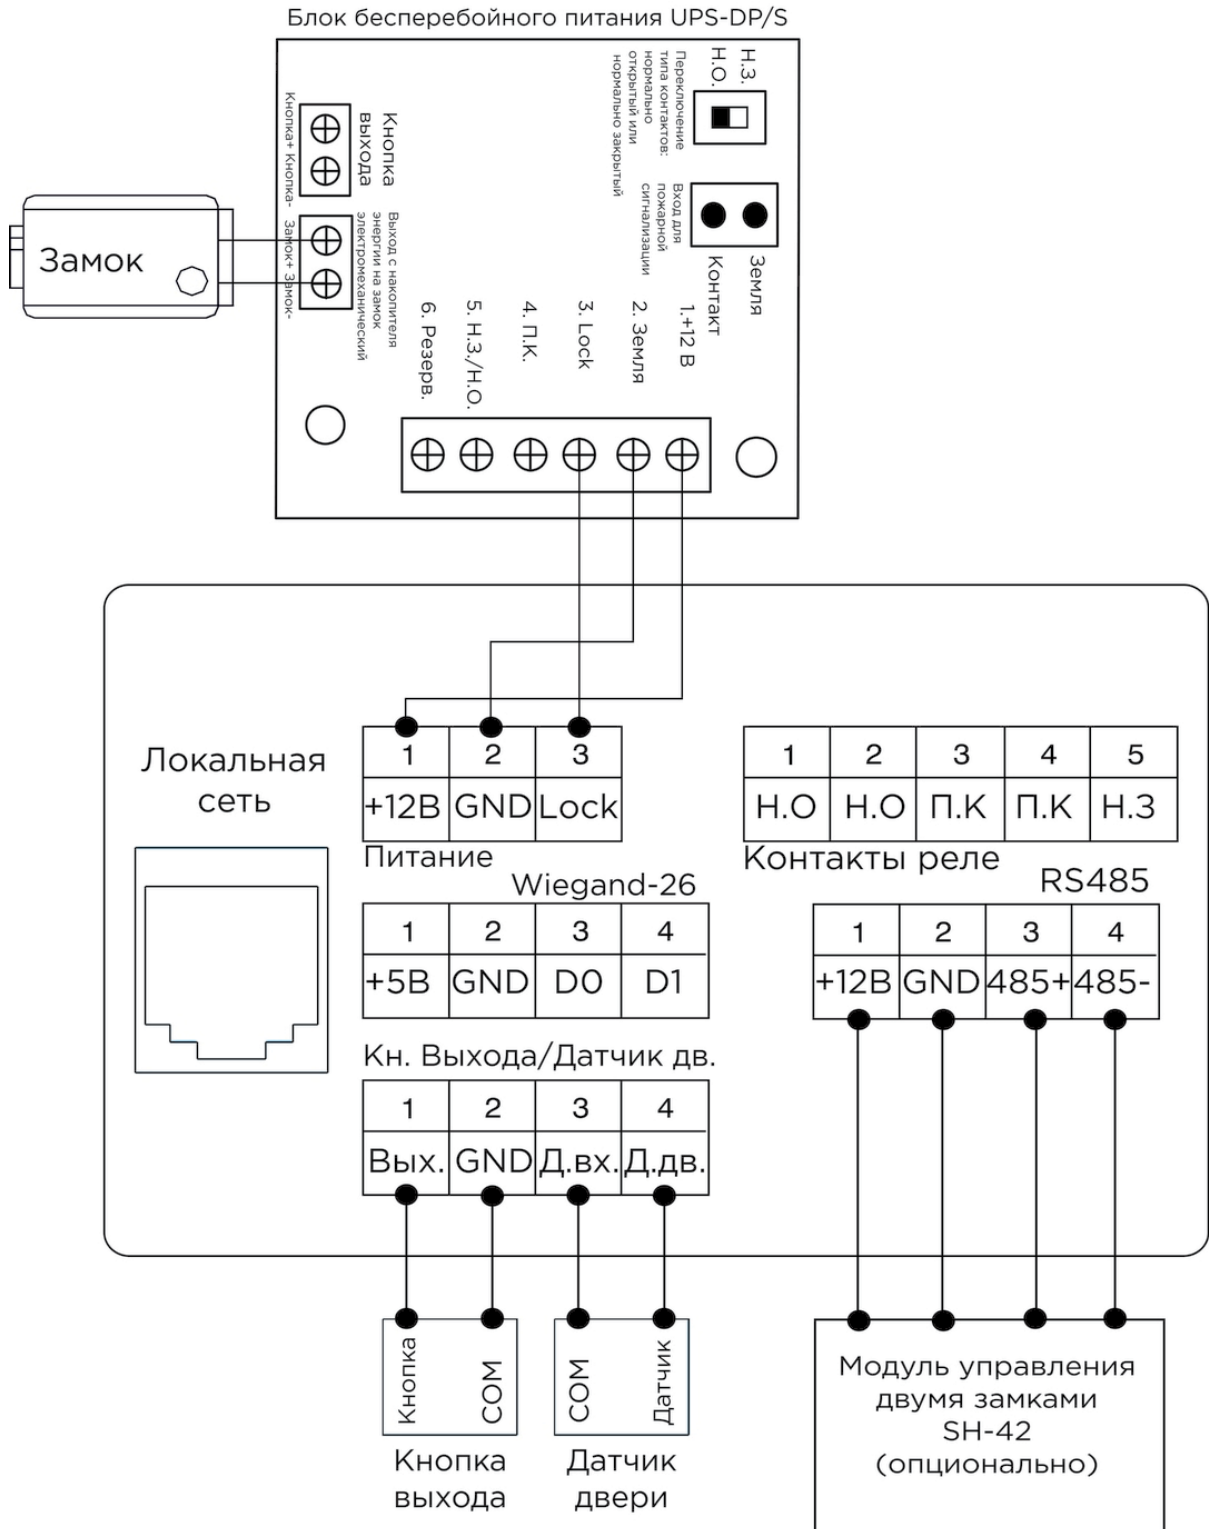 Блок бесперебойного питания UPS-DP/S
Н.З.
Н.О.
Переключение
типа контактов:
нормально
открытый или
нормально закрытый
Кнопка
выхода
Кнопка+ Кнопка-
Вход для
пожарной
сигнализации
Земля
Контакт
Выход с накопителя
энергии на замок
электромеханический
Замок+ Замок-
Замок
1.+12 В
2. Земля
3. Lock
4. П.К.
5. Н.З./Н.О.
6. Резерв.
Локальная
сеть
1 2 3
+12В GND Lock
Питание
1 2 3 4 5
Н.О Н.О П.К П.К Н.З
Контакты реле
Wiegand-26
1 2 3 4
+5В GND D0 D1
RS485
1 2 3 4
+12В GND 485+ 485-
Кн. Выхода/Датчик дв.
1 2 3 4
Вых. GND Д.вх. Д.дв.
Кнопка
COM
COM
Датчик
Кнопка
выхода
Датчик
двери
Модуль управления
двумя замками
SH-42
(опционально)